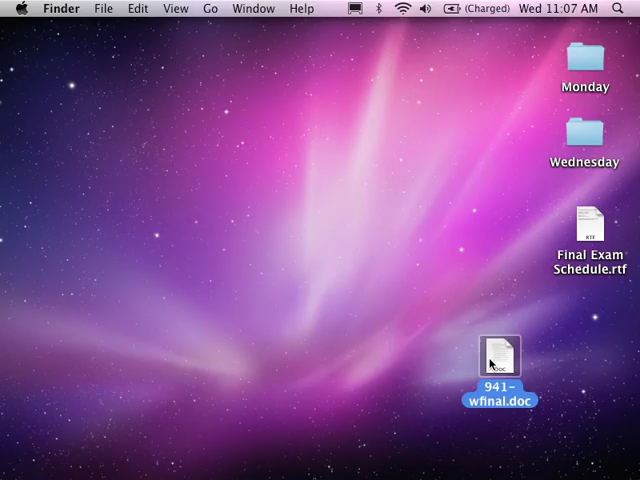 Finder File Edit View Go Window Help (Charged) Wed 11:07 AM
Monday
Wednesday
RTF
Final Exam
Schedule.rtf
DOC
941-
wfinal.doc